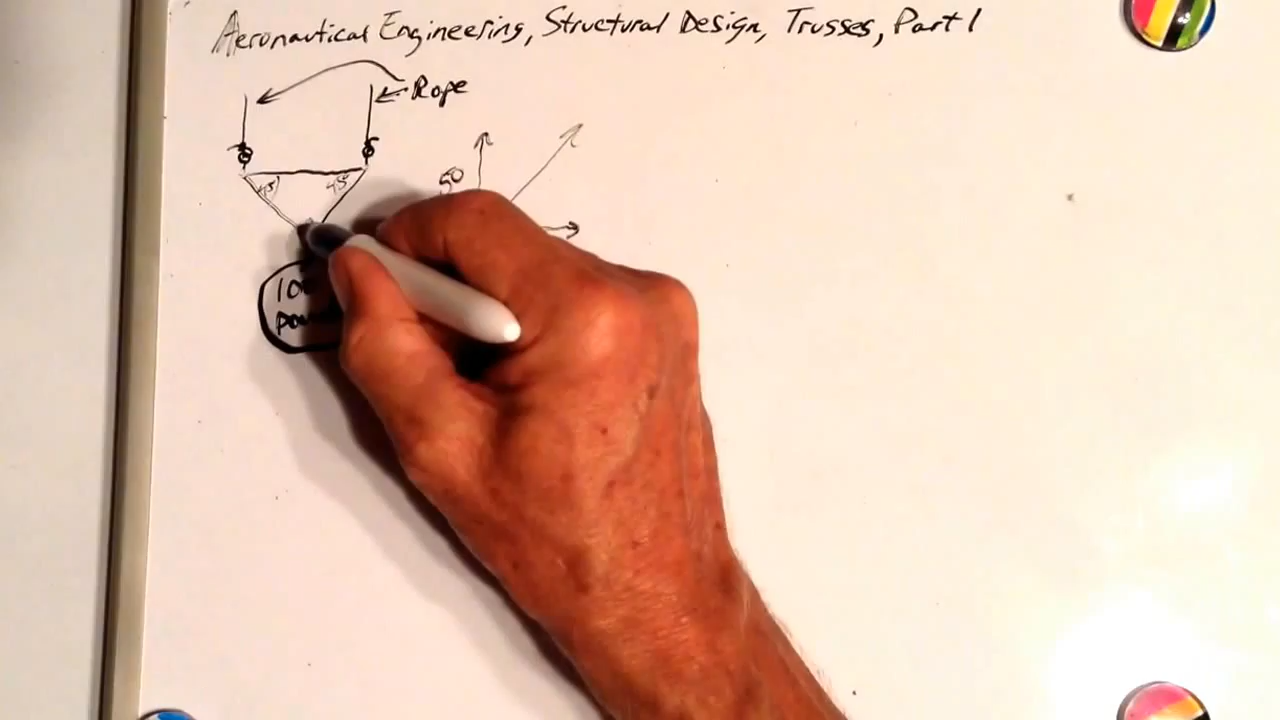 Aeronautical Engineering, Structural Design, Trusses, Part 1
Rope
45 45
50